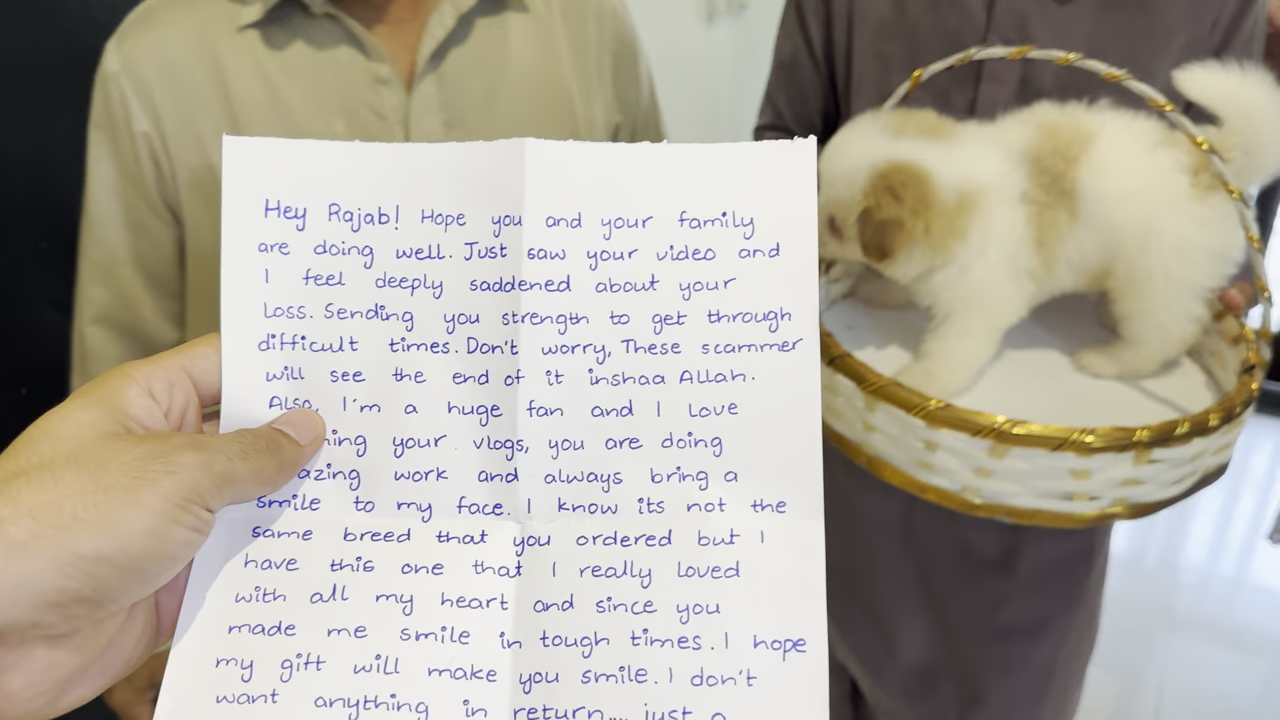 Hey Rajab! Hope you and your family
are doing well. Just saw your video and
I feel deeply saddened about your
Loss. Sending you strength to get through
difficult times. Don't worry, These scammer
will see the end of it inshaa Allah.
Also, I'm a huge fan and I Love
hing your vlogs, you are doing
azing work and always bring a
smile to my face. I know its not the
same breed that you ordered but I
have this one that I really Loved
with all my heart and since you
made me smile in tough times. I hope
my gift will make you smile. I don't
want anything in return... just a